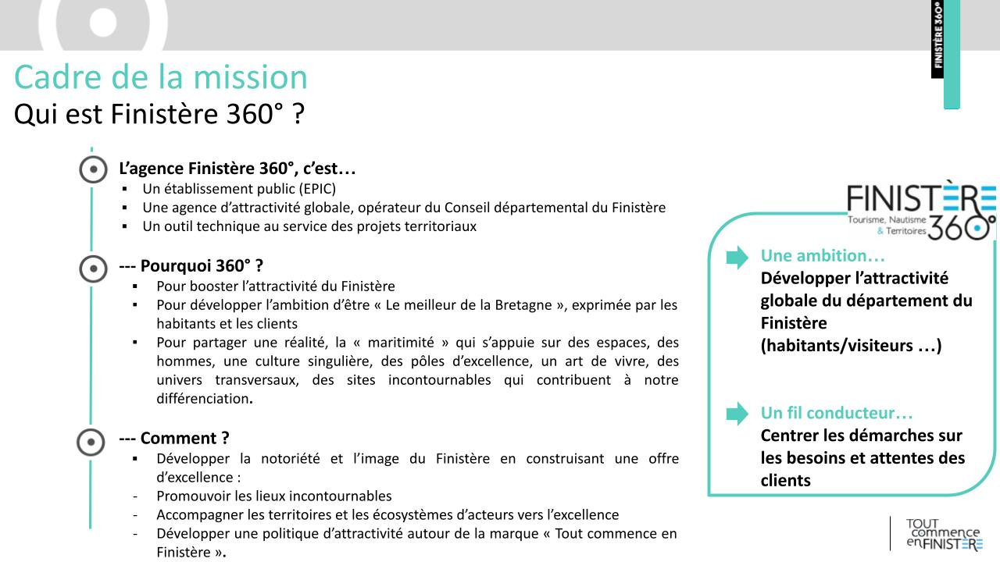 FINISTÈRE 360°
Cadre de la mission
Qui est Finistère 360° ?
L’agence Finistère 360°, c’est…
▪ Un établissement public (EPIC)
▪ Une agence d’attractivité globale, opérateur du Conseil départemental du Finistère
▪ Un outil technique au service des projets territoriaux
--- Pourquoi 360° ?
▪ Pour booster l’attractivité du Finistère
▪ Pour développer l’ambition d’être « Le meilleur de la Bretagne », exprimée par les
habitants et les clients
▪ Pour partager une réalité, la « maritimité » qui s’appuie sur des espaces, des
hommes, une culture singulière, des pôles d’excellence, un art de vivre, des
univers transversaux, des sites incontournables qui contribuent à notre
différenciation.
--- Comment ?
▪ Développer la notoriété et l’image du Finistère en construisant une offre
d’excellence :
- Promouvoir les lieux incontournables
- Accompagner les territoires et les écosystèmes d’acteurs vers l’excellence
- Développer une politique d’attractivité autour de la marque « Tout commence en
Finistère ».
FINISTÈRE
Tourisme, Nautisme
& Territoires 360°
Une ambition…
Développer l’attractivité
globale du département du
Finistère
(habitants/visiteurs …)
Un fil conducteur…
Centrer les démarches sur
les besoins et attentes des
clients
TOUT
commence
en FINISTÈRE